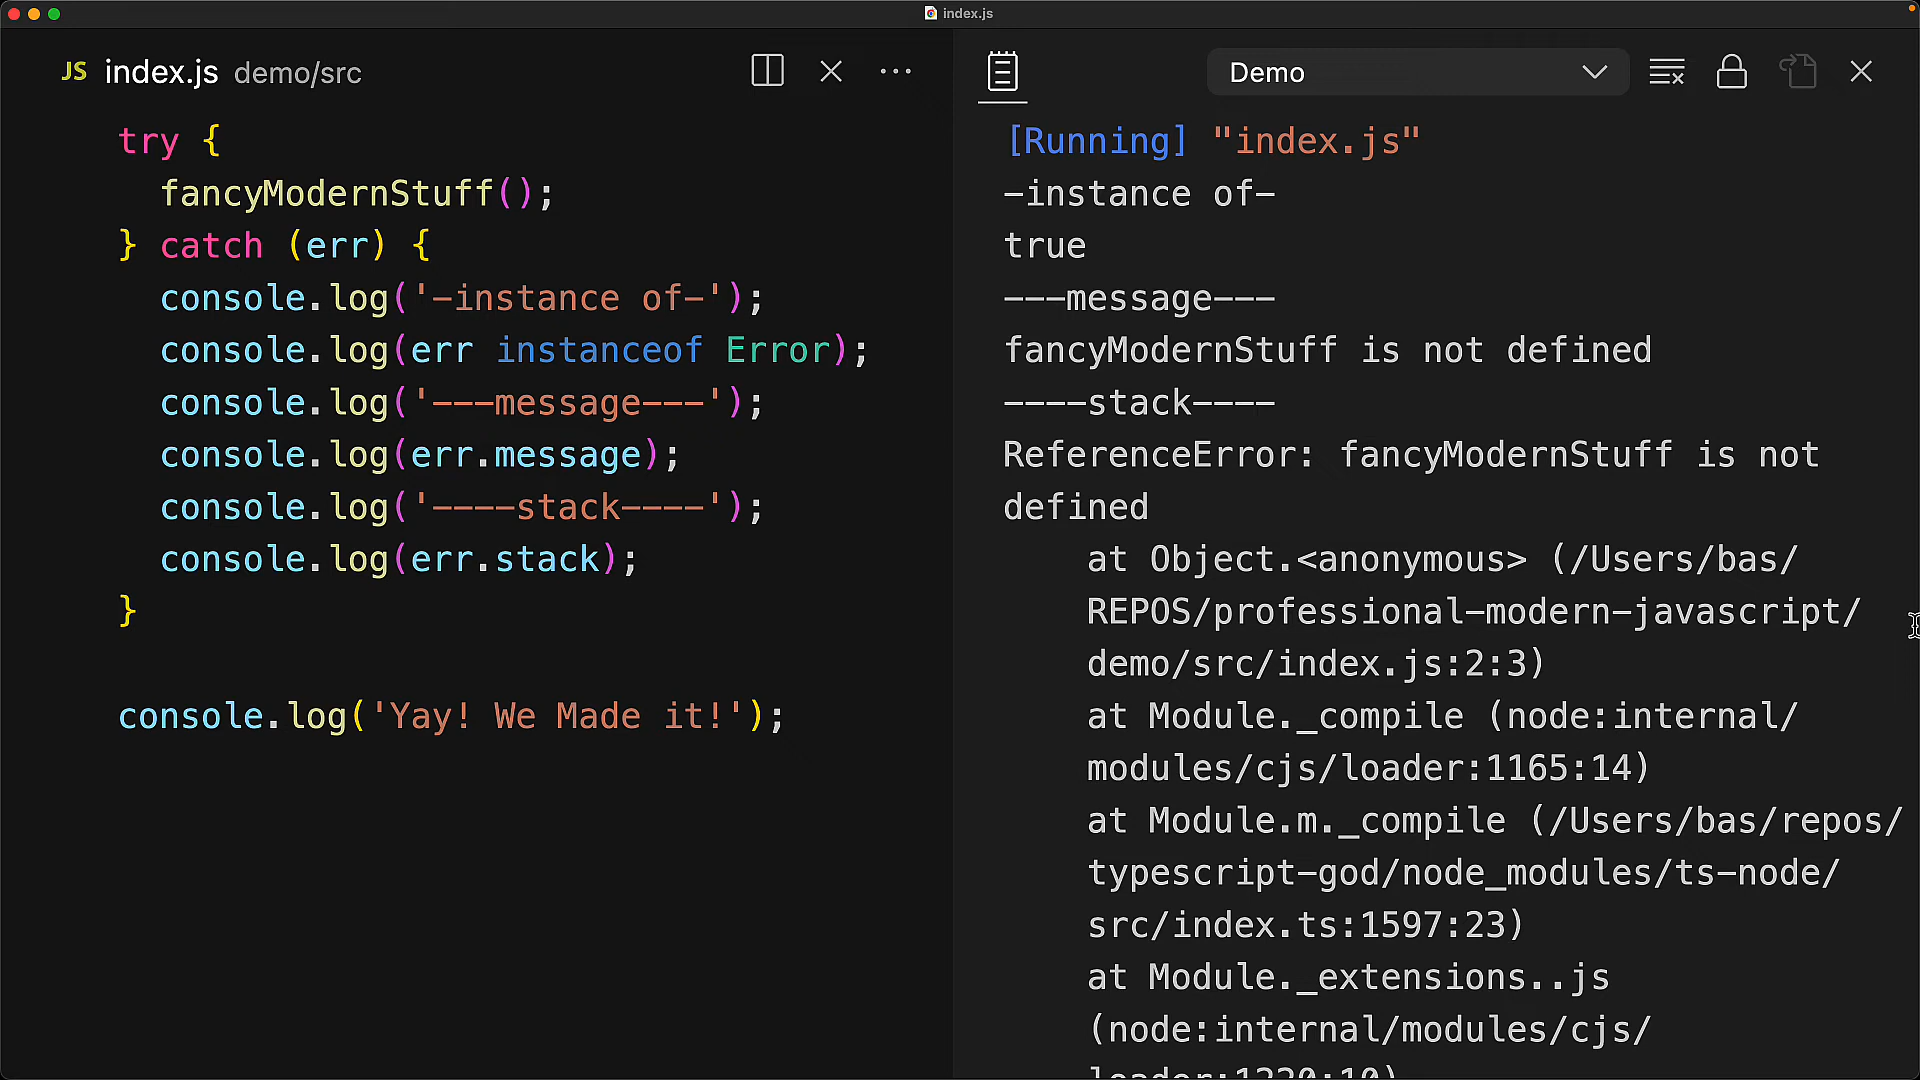 index.js
JS index.js demo/src
try {
fancyModernStuff();
} catch (err) {
console.log('-instance of-');
console.log(err instanceof Error);
console.log('---message---');
console.log(err.message);
console.log('----stack----');
console.log(err.stack);
}
console.log('Yay! We Made it!');
Demo
[Running] "index.js"
-instance of-
true
---message---
fancyModernStuff is not defined
----stack----
ReferenceError: fancyModernStuff is not
defined
at Object.<anonymous> (/Users/bas/
REPOS/professional-modern-javascript/
demo/src/index.js:2:3)
at Module._compile (node:internal/
modules/cjs/loader:1165:14)
at Module.m._compile (/Users/bas/repos/
typescript-god/node_modules/ts-node/
src/index.ts:1597:23)
at Module._extensions..js
(node:internal/modules/cjs/
loader:1220:10)